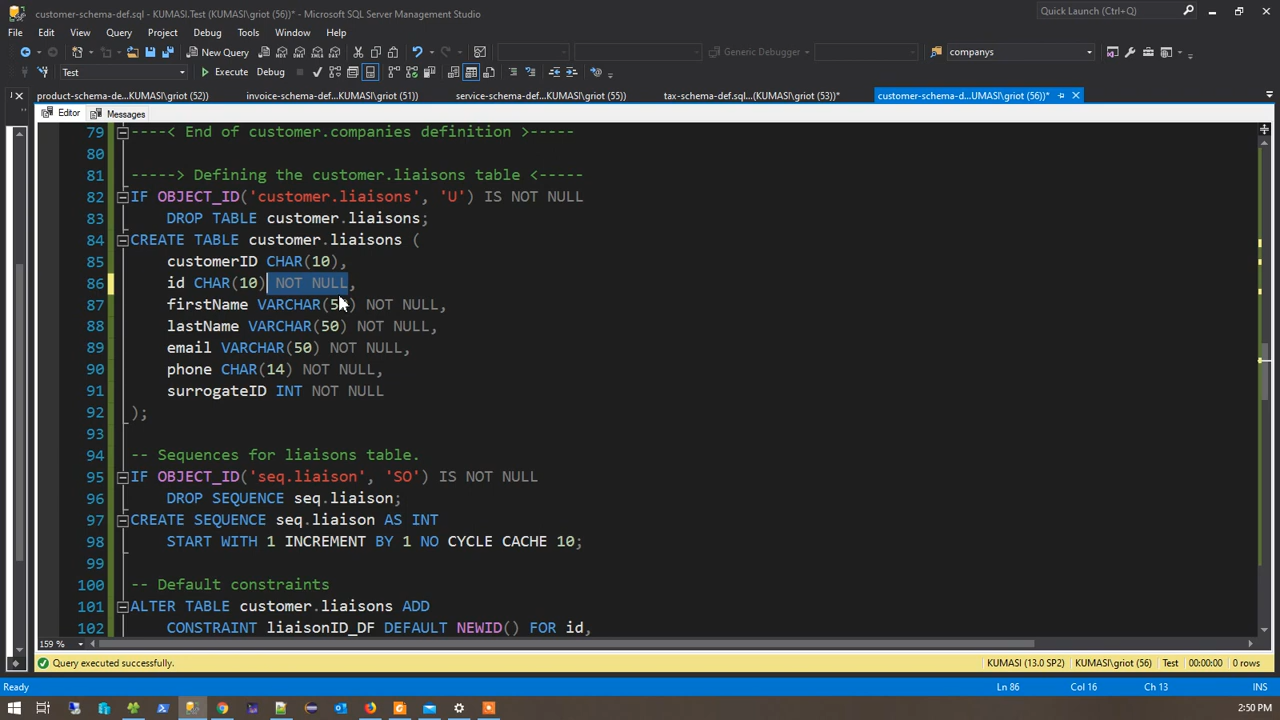 customer-schema-def.sql - KUMASI.Test (KUMASI\griot (56))* - Microsoft SQL Server Management Studio
Quick Launch (Ctrl+Q)
File Edit View Query Project Debug Tools Window Help
New Query
Generic Debugger
companys
Test
Execute Debug
product-schema-de...KUMASI\griot (52))
invoice-schema-def...KUMASI\griot (51))
service-schema-def...KUMASI\griot (55))
tax-schema-def.sql...(KUMASI\griot (53))*
customer-schema-d...UMASI\griot (56))*
Editor Messages
79 ----< End of customer.companies definition >-----
80
81 -----> Defining the customer.liaisons table <-----
82 IF OBJECT_ID('customer.liaisons', 'U') IS NOT NULL
83 DROP TABLE customer.liaisons;
84 CREATE TABLE customer.liaisons (
85 customerID CHAR(10),
86 id CHAR(10) NOT NULL,
87 firstName VARCHAR(5 ) NOT NULL,
88 lastName VARCHAR(50) NOT NULL,
89 email VARCHAR(50) NOT NULL,
90 phone CHAR(14) NOT NULL,
91 surrogateID INT NOT NULL
92 );
93
94 -- Sequences for liaisons table.
95 IF OBJECT_ID('seq.liaison', 'SO') IS NOT NULL
96 DROP SEQUENCE seq.liaison;
97 CREATE SEQUENCE seq.liaison AS INT
98 START WITH 1 INCREMENT BY 1 NO CYCLE CACHE 10;
99
100 -- Default constraints
101 ALTER TABLE customer.liaisons ADD
102 CONSTRAINT liaisonID_DF DEFAULT NEWID() FOR id,
159 %
Query executed successfully.
KUMASI (13.0 SP2) KUMASI\griot (56) Test 00:00:00 0 rows
Ready
Ln 86 Col 16 Ch 13 INS
2:50 PM